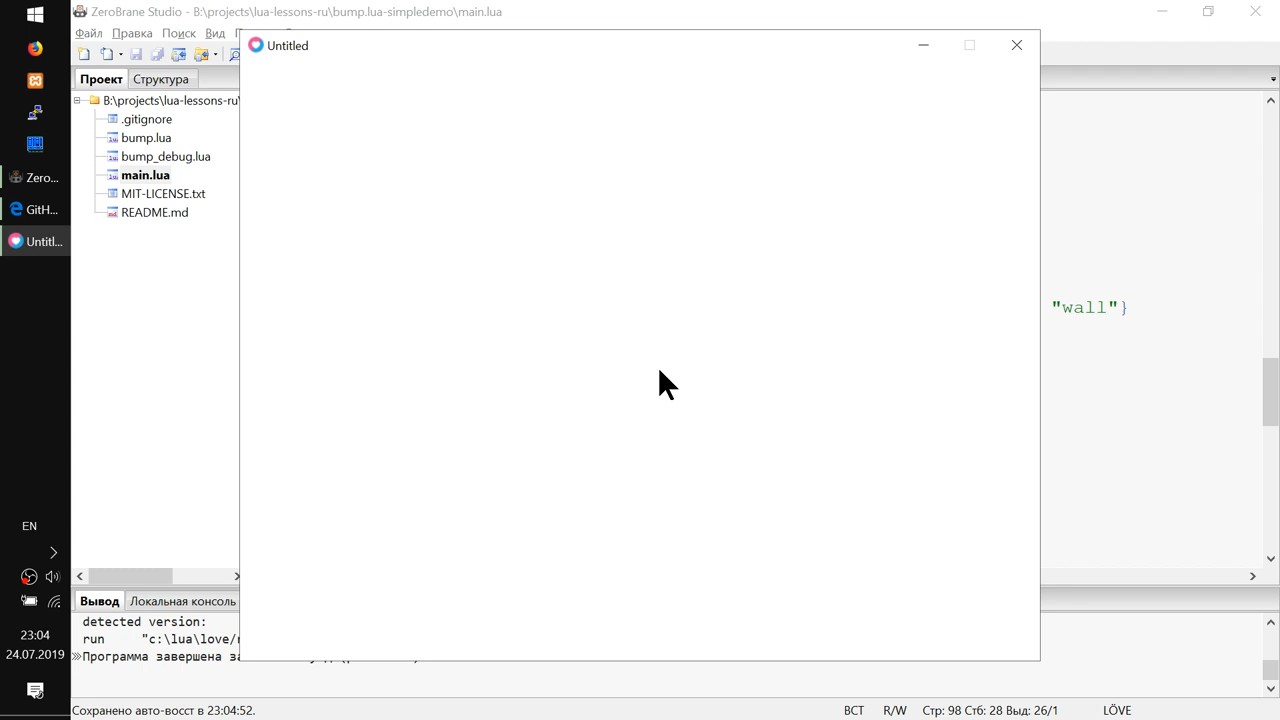 ZeroBrane Studio - B:\projects\lua-lessons-ru\bump.lua-simpledemo\main.lua
Файл Правка Поиск Вид
Untitled
Проект Структура
B:\projects\lua-lessons-ru\
.gitignore
bump.lua
bump_debug.lua
main.lua
MIT-LICENSE.txt
README.md
Zero...
GitH...
Untitl...
"wall"}
EN
23:04
24.07.2019
Вывод Локальная консоль
detected version:
run "c:\lua\love/
Программа завершена за
Сохранено авто-восст в 23:04:52.
ВСТ R/W Стр: 98 Стб: 28 Выд: 26/1 LÖVE